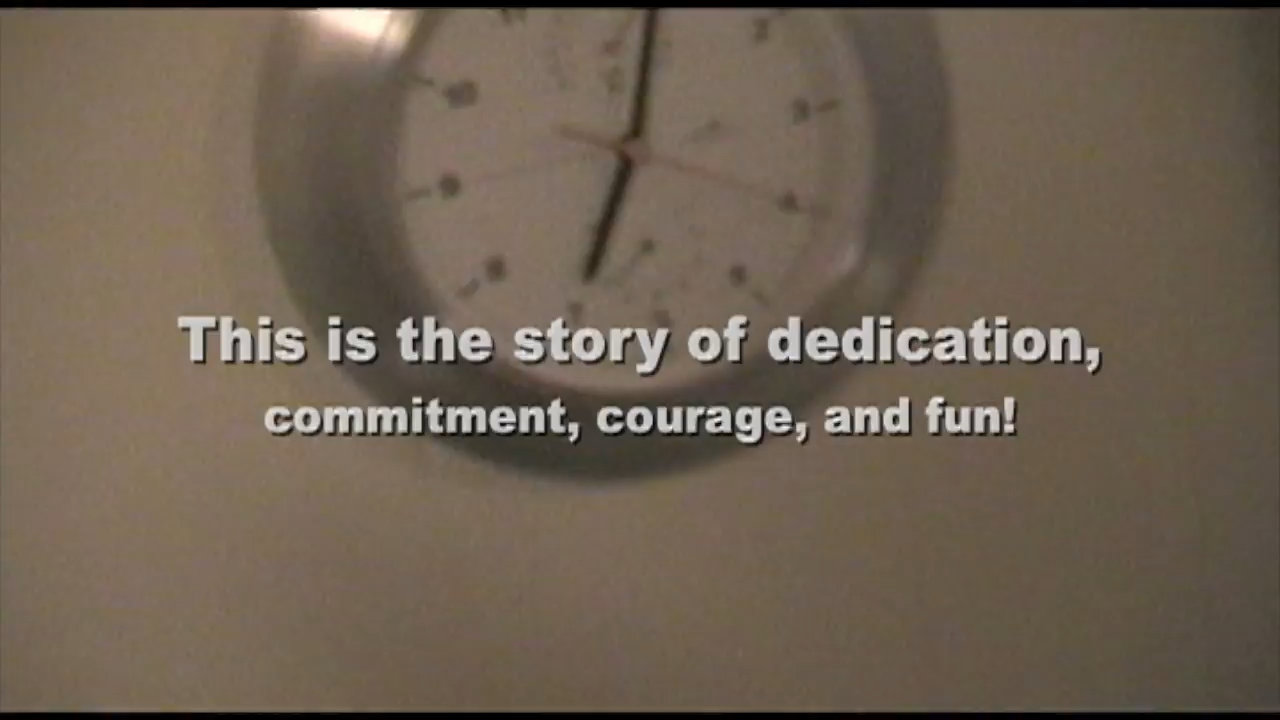 This is the story of dedication,
commitment, courage, and fun!